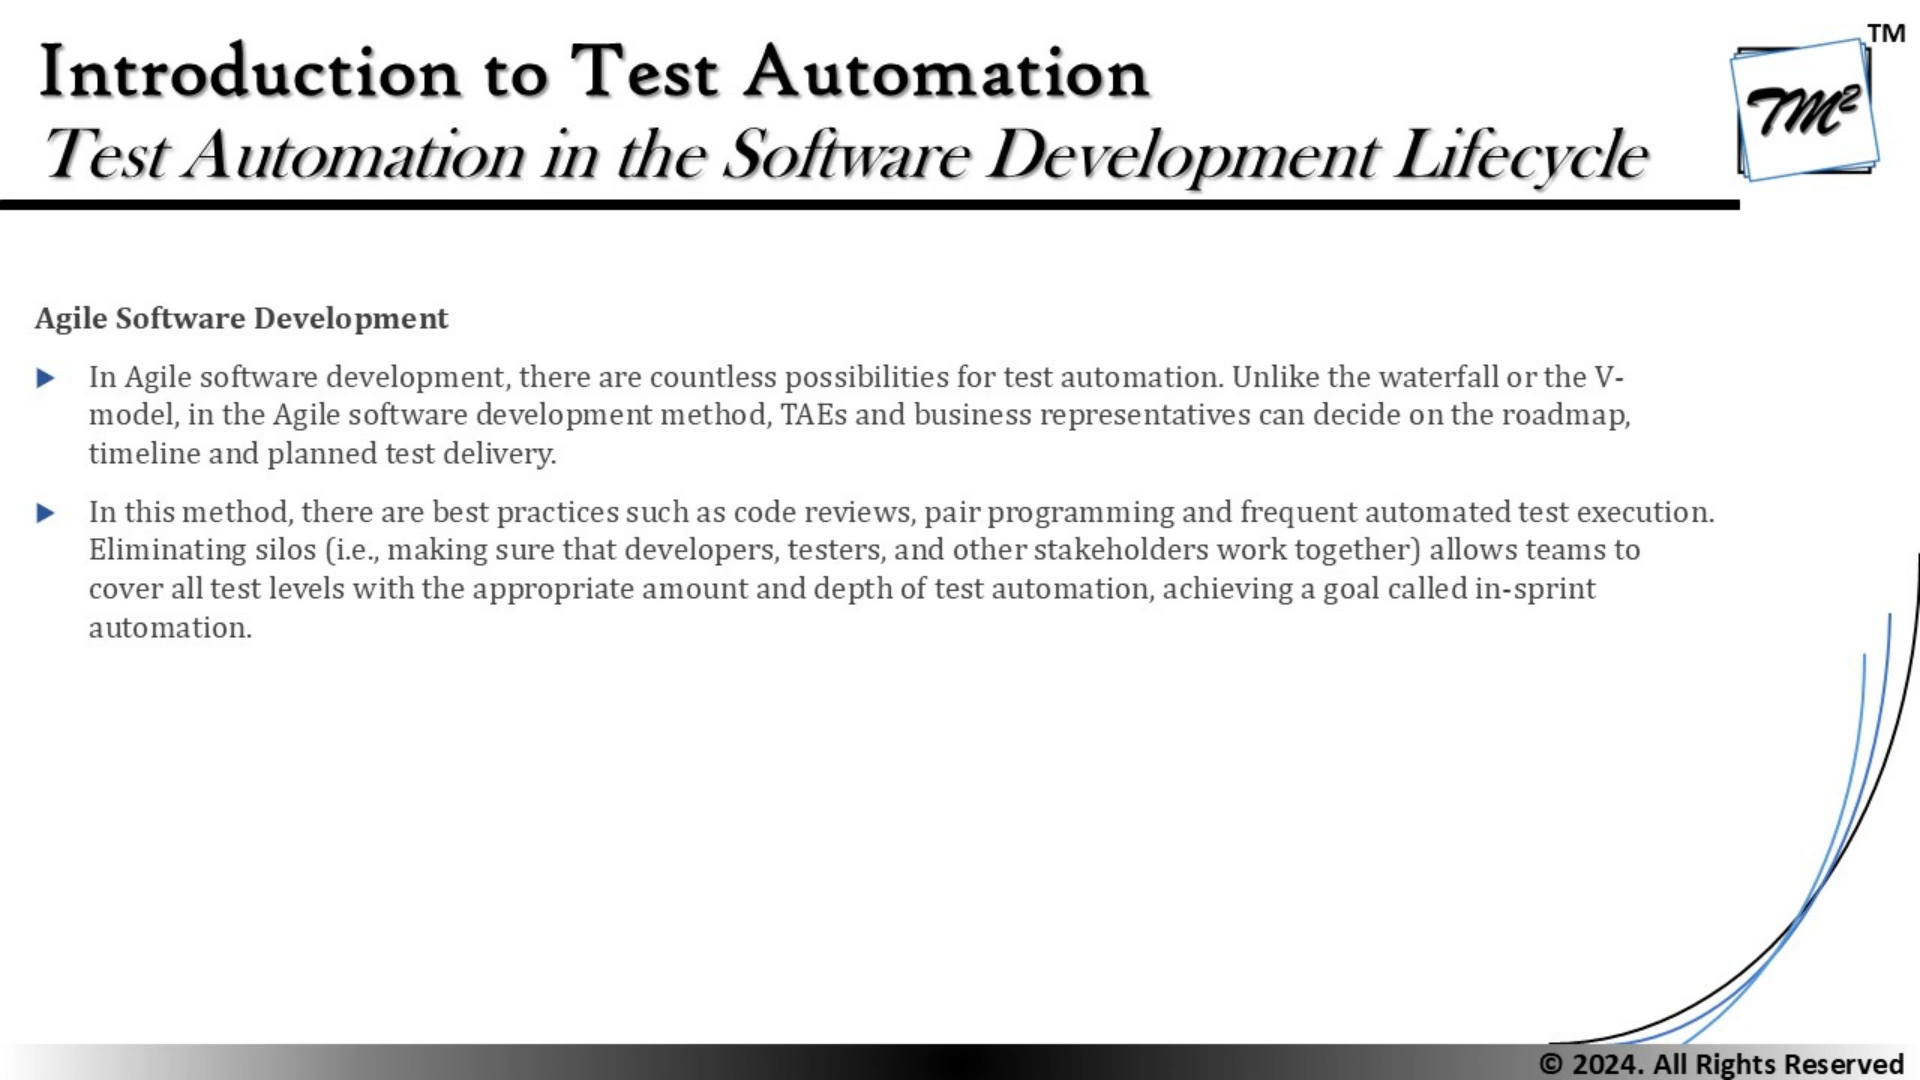 Introduction to Test Automation
Test Automation in the Software Development Lifecycle
TM
TM²
Agile Software Development
In Agile software development, there are countless possibilities for test automation. Unlike the waterfall or the V-
model, in the Agile software development method, TAEs and business representatives can decide on the roadmap,
timeline and planned test delivery.
In this method, there are best practices such as code reviews, pair programming and frequent automated test execution.
Eliminating silos (i.e., making sure that developers, testers, and other stakeholders work together) allows teams to
cover all test levels with the appropriate amount and depth of test automation, achieving a goal called in-sprint
automation.
© 2024. All Rights Reserved